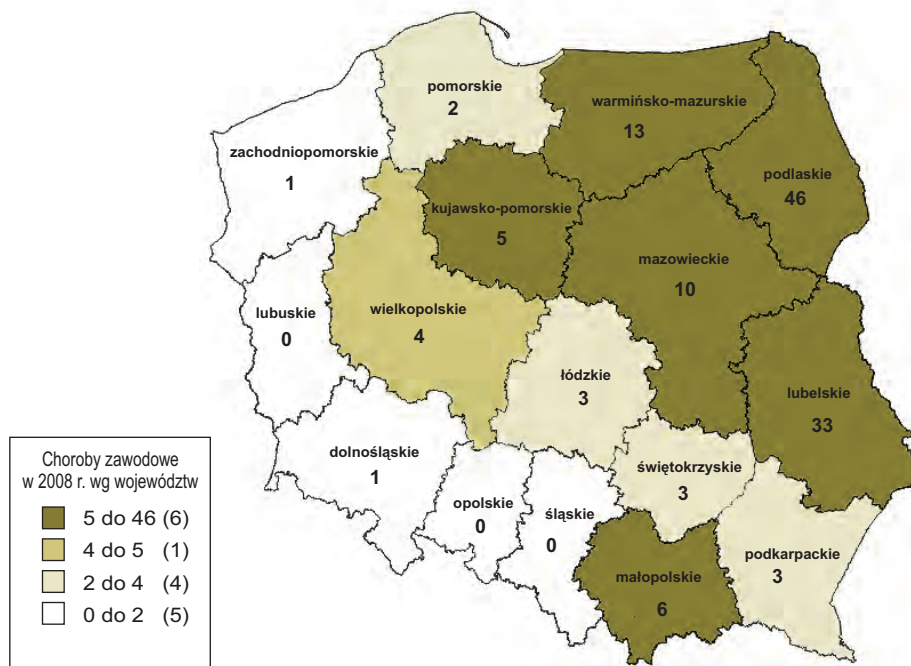 pomorskie
2
warmińsko-mazurskie
13
zachodniopomorskie
1
podlaskie
46
kujawsko-pomorskie
5
mazowieckie
10
lubuskie
0
wielkopolskie
4
łódzkie
3
lubelskie
33
dolnośląskie
1
opolskie
0
śląskie
0
świętokrzyskie
3
małopolskie
6
podkarpackie
3
Choroby zawodowe
w 2008 r. wg województw
5 do 46 (6)
4 do 5 (1)
2 do 4 (4)
0 do 2 (5)